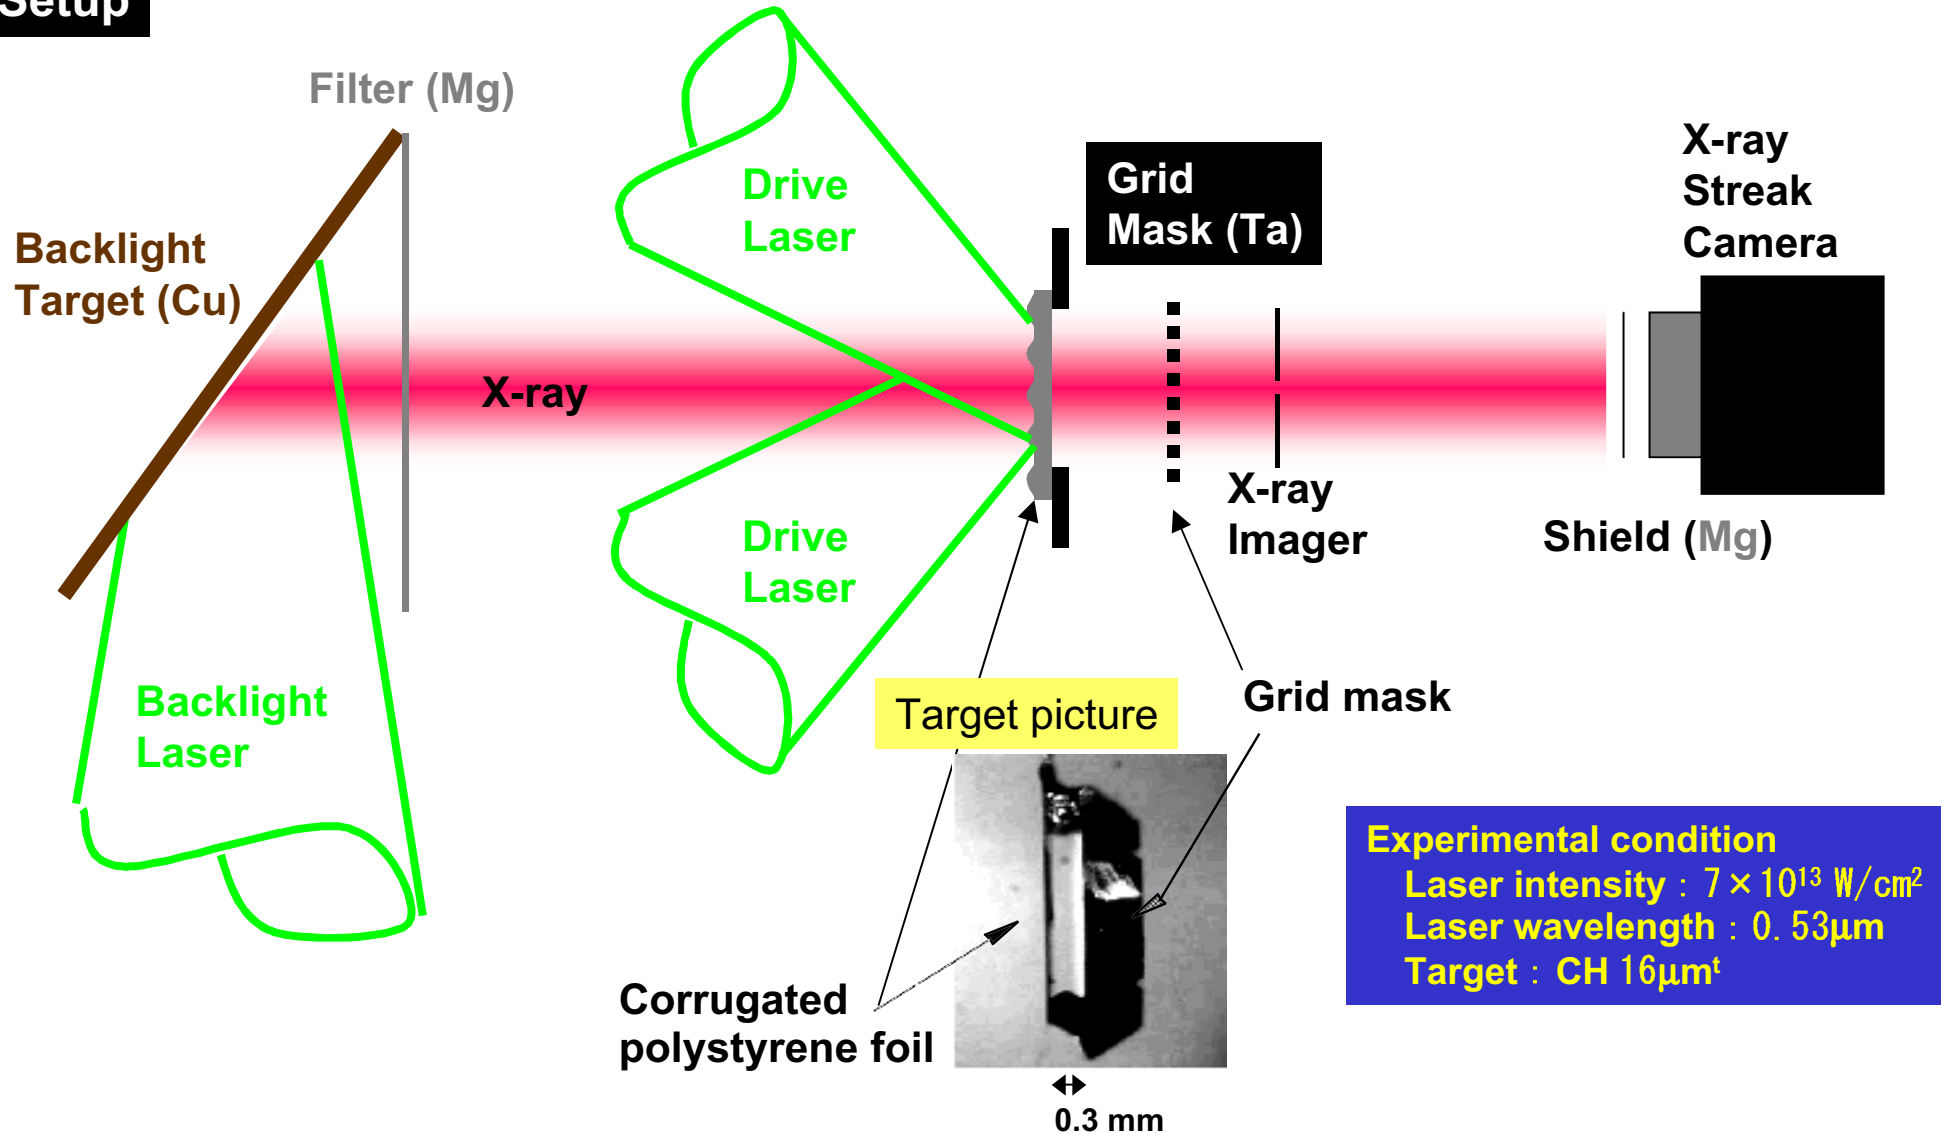 Setup
Filter (Mg)
Backlight
Target (Cu)
Drive
Laser
Grid
Mask (Ta)
X-ray
Streak
Camera
X-ray
X-ray
Imager
Shield (Mg)
Drive
Laser
Backlight
Laser
Target picture
Grid mask
Corrugated
polystyrene foil
0.3 mm
Experimental condition
Laser intensity : 7×10¹³ W/cm²
Laser wavelength : 0.53μm
Target : CH 16μmᵗ